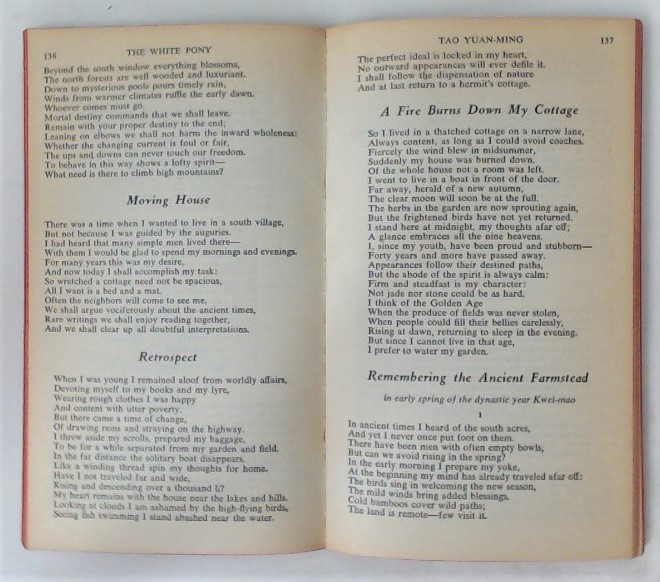 136
THE WHITE PONY
Beyond the south window everything blossoms,
The north forests are well wooded and luxuriant.
Down to mysterious pools pours timely rain,
Winds from warmer climates ruffle the early dawn.
Whoever comes must go.
Mortal destiny commands that we shall leave.
Remain with your proper destiny to the end;
Leaning on elbows we shall not harm the inward wholeness:
Whether the changing current is foul or fair,
The ups and downs can never touch our freedom.
To behave in this way shows a lofty spirit—
What need is there to climb high mountains?
Moving House
There was a time when I wanted to live in a south village,
But not because I was guided by the auguries.
I had heard that many simple men lived there—
With them I would be glad to spend my mornings and evenings.
For many years this was my desire,
And now today I shall accomplish my task:
So wretched a cottage need not be spacious,
All I want is a bed and a mat.
Often the neighbors will come to see me,
We shall argue vociferously about the ancient times,
Rare writings we shall enjoy reading together,
And we shall clear up all doubtful interpretations.
Retrospect
When I was young I remained aloof from worldly affairs,
Devoting myself to my books and my lyre,
Wearing rough clothes I was happy
And content with utter poverty.
But there came a time of change,
Of drawing reins and straying on the highway.
I threw aside my scrolls, prepared my baggage,
To be for a while separated from my garden and field.
In the far distance the solitary boat disappears.
Like a winding thread spin my thoughts for home.
Have I not traveled far and wide,
Rising and descending over a thousand li?
My heart remains with the house near the lakes and hills.
Looking at clouds I am ashamed by the high-flying birds,
Seeing fish swimming I stand abashed near the water.
TAO YUAN-MING
137
The perfect ideal is locked in my heart,
No outward appearances will ever defile it.
I shall follow the dispensation of nature
And at last return to a hermit's cottage.
A Fire Burns Down My Cottage
So I lived in a thatched cottage on a narrow lane,
Always content, as long as I could avoid coaches.
Fiercely the wind blew in midsummer,
Suddenly my house was burned down.
Of the whole house not a room was left.
I went to live in a boat in front of the door.
Far away, herald of a new autumn,
The clear moon will soon be at the full.
The herbs in the garden are now sprouting again,
But the frightened birds have not yet returned.
I stand here at midnight, my thoughts afar off;
A glance embraces all the nine heavens.
I, since my youth, have been proud and stubborn—
Forty years and more have passed away.
Appearances follow their destined paths,
But the abode of the spirit is always calm:
Firm and steadfast is my character:
Not jade nor stone could be as hard.
I think of the Golden Age
When the produce of fields was never stolen,
When people could fill their bellies carelessly,
Rising at dawn, returning to sleep in the evening.
But since I cannot live in that age,
I prefer to water my garden.
Remembering the Ancient Farmstead
in early spring of the dynastic year Kwei-mao
1
In ancient times I heard of the south acres,
And yet I never once put foot on them.
There have been men with often empty bowls,
But can we avoid rising in the spring?
In the early morning I prepare my yoke,
At the beginning my mind has already traveled afar off:
The birds sing in welcoming the new season,
The mild winds bring added blessings.
Cold bamboos cover wild paths;
The land is remote—few visit it.